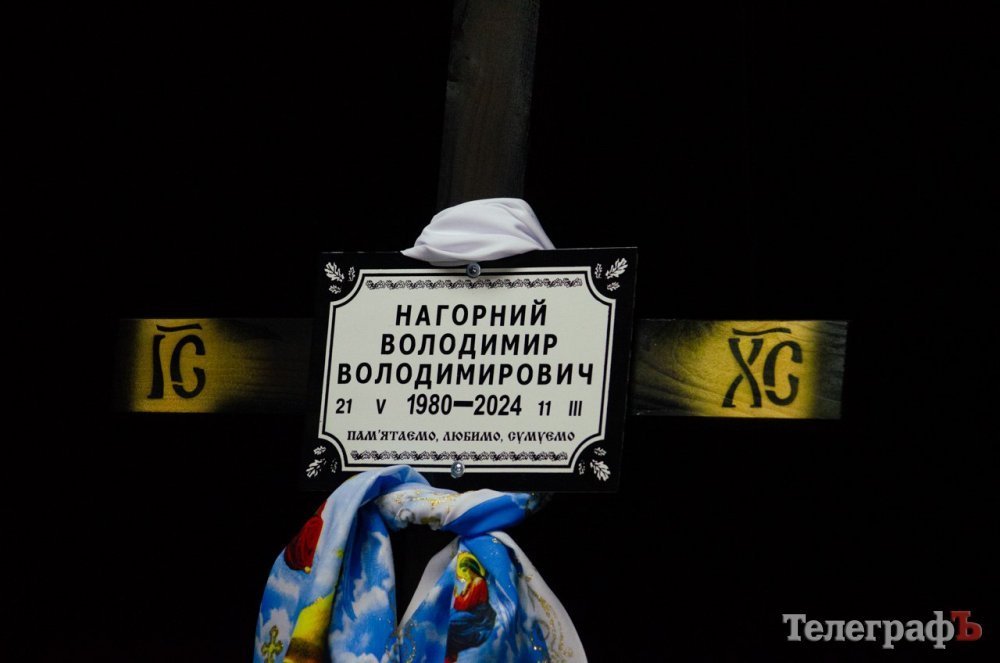 ІС
ХС
НАГОРНИЙ
ВОЛОДИМИР
ВОЛОДИМИРОВИЧ
21 V 1980—2024 11 III
ПАМ'ЯТАЄМО, ЛЮБИМО, СУМУЄМО
ТелеграфЪ